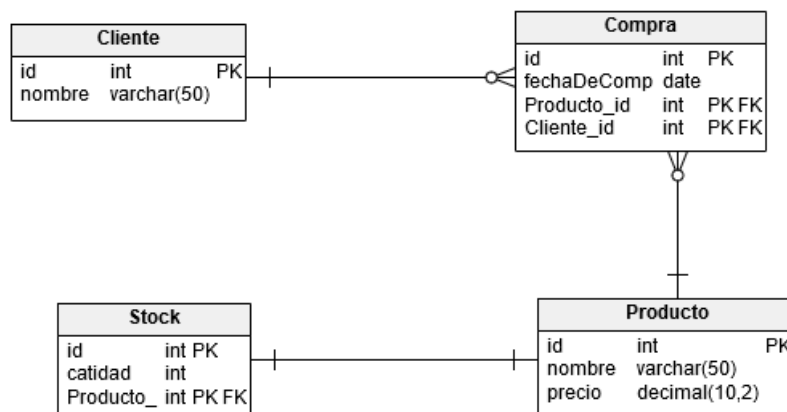 Cliente
id int PK
nombre varchar(50)
Compra
id int PK
fechaDeComp date
Producto_id int PK FK
Cliente_id int PK FK
Stock
id int PK
catidad int
Producto_ int PK FK
Producto
id int PK
nombre varchar(50)
precio decimal(10,2)